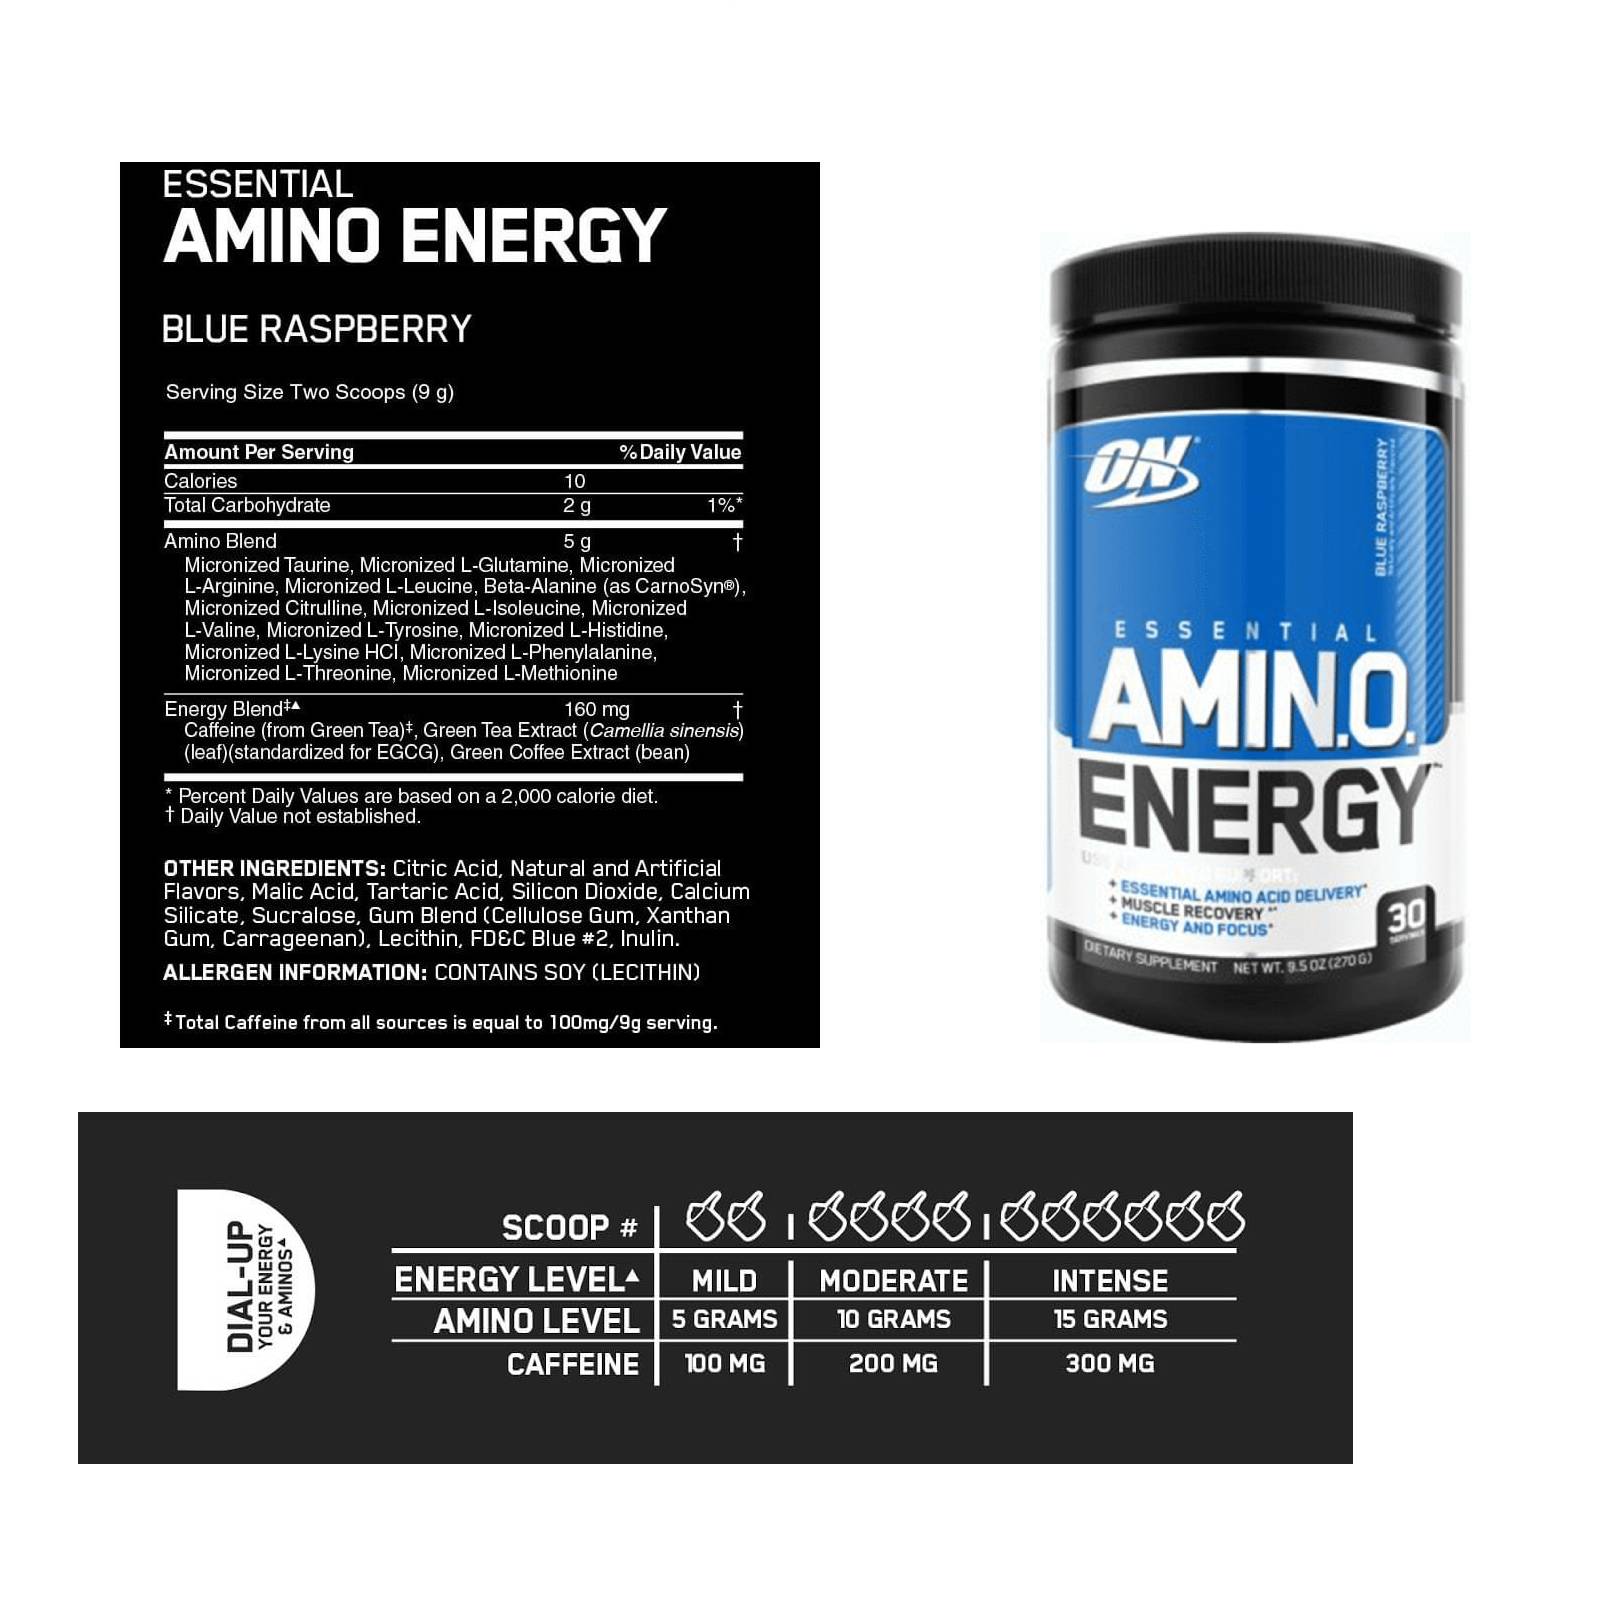 ESSENTIAL
AMINO ENERGY
BLUE RASPBERRY
Serving Size Two Scoops (9 g)
Amount Per Serving %Daily Value
Calories 10
Total Carbohydrate 2 g 1%*
Amino Blend 5 g †
Micronized Taurine, Micronized L-Glutamine, Micronized
L-Arginine, Micronized L-Leucine, Beta-Alanine (as CarnoSyn®),
Micronized Citrulline, Micronized L-Isoleucine, Micronized
L-Valine, Micronized L-Tyrosine, Micronized L-Histidine,
Micronized L-Lysine HCl, Micronized L-Phenylalanine,
Micronized L-Threonine, Micronized L-Methionine
Energy Blend‡▲ 160 mg †
Caffeine (from Green Tea)‡, Green Tea Extract (Camellia sinensis)
(leaf)(standardized for EGCG), Green Coffee Extract (bean)
* Percent Daily Values are based on a 2,000 calorie diet.
† Daily Value not established.
OTHER INGREDIENTS: Citric Acid, Natural and Artificial
Flavors, Malic Acid, Tartaric Acid, Silicon Dioxide, Calcium
Silicate, Sucralose, Gum Blend (Cellulose Gum, Xanthan
Gum, Carrageenan), Lecithin, FD&C Blue #2, Inulin.
ALLERGEN INFORMATION: CONTAINS SOY (LECITHIN)
‡Total Caffeine from all sources is equal to 100mg/9g serving.
ON®
BLUE RASPBERRY
ESSENTIAL
AMIN.O.
ENERGY
+ ESSENTIAL AMINO ACID DELIVERY*
+ MUSCLE RECOVERY
+ ENERGY AND FOCUS*
30
SERVINGS
DIETARY SUPPLEMENT NET WT. 9.5 OZ (270 G)
DIAL-UP
YOUR ENERGY
& AMINOS▲
SCOOP #
ENERGY LEVEL▲ MILD MODERATE INTENSE
AMINO LEVEL 5 GRAMS 10 GRAMS 15 GRAMS
CAFFEINE 100 MG 200 MG 300 MG